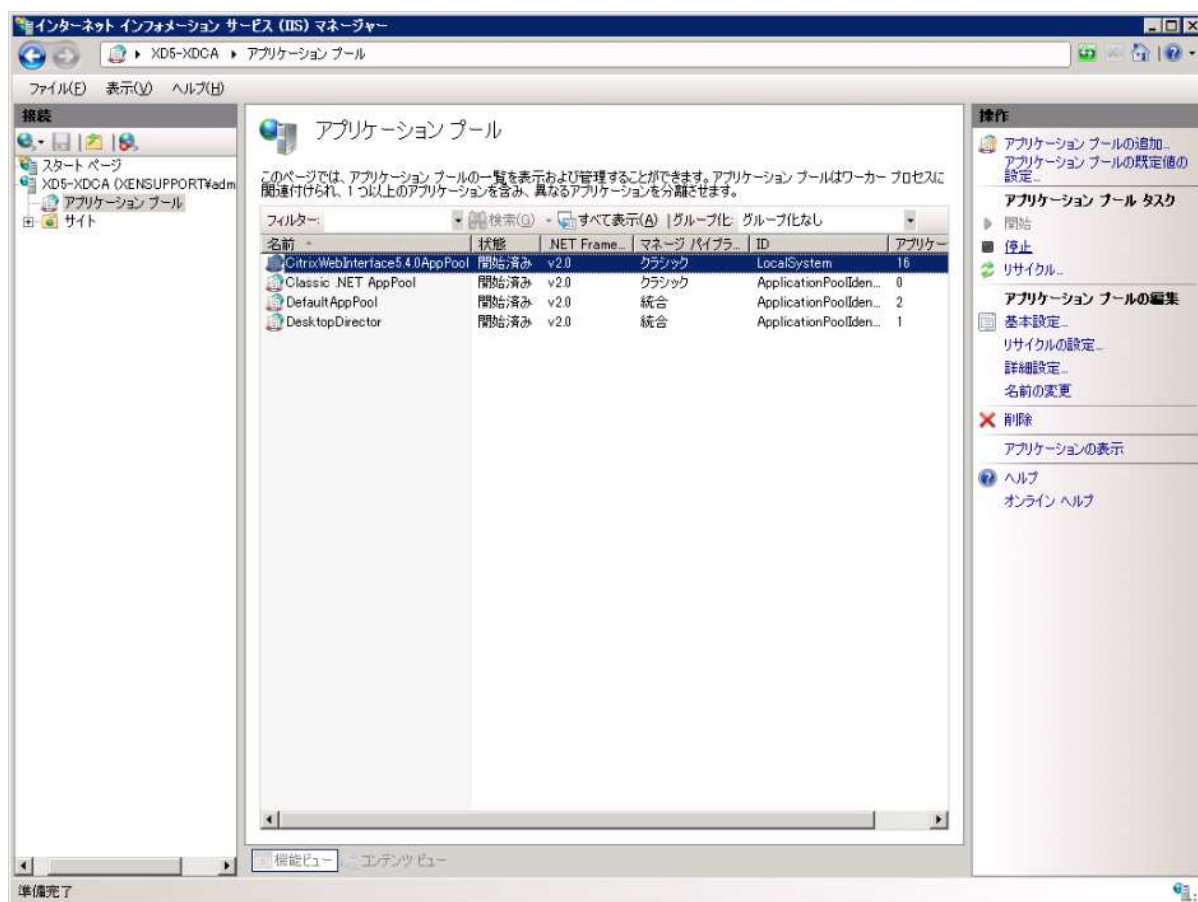 インターネット インフォメーション サービス (IIS) マネージャー
XD5-XDCA アプリケーション プール
ファイル(F) 表示(V) ヘルプ(H)
接続
スタート ページ
XD5-XDCA (XENSUPPORT¥adm
アプリケーション プール
サイト
アプリケーション プール
このページでは、アプリケーション プールの一覧を表示および管理することができます。アプリケーション プールはワーカー プロセスに
関連付けられ、1 つ以上のアプリケーションを含み、異なるアプリケーションを分離させます。
フィルター: 検索(G) すべて表示(A) グループ化: グループ化なし
名前 状態 .NET Frame... マネージ パイプラ... ID アプリケー
CitrixWebInterface5.4.0AppPool 開始済み v2.0 クラシック LocalSystem 16
Classic .NET AppPool 開始済み v2.0 クラシック ApplicationPoolIden... 0
DefaultAppPool 開始済み v2.0 統合 ApplicationPoolIden... 2
DesktopDirector 開始済み v2.0 統合 ApplicationPoolIden... 1
機能ビュー コンテンツ ビュー
操作
アプリケーション プールの追加...
アプリケーション プールの既定値の
設定...
アプリケーション プール タスク
開始
停止
リサイクル...
アプリケーション プールの編集
基本設定...
リサイクルの設定...
詳細設定...
名前の変更
削除
アプリケーションの表示
ヘルプ
オンライン ヘルプ
準備完了